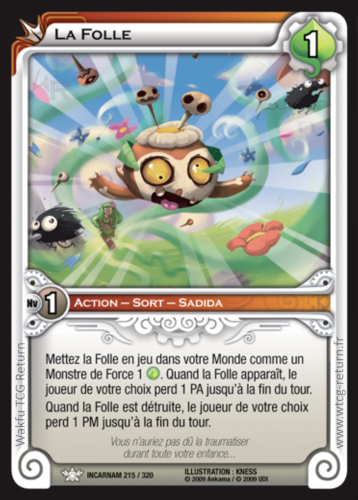 La Folle
1
Nv 1
Action – Sort – Sadida
Mettez la Folle en jeu dans votre Monde comme un
Monstre de Force 1 . Quand la Folle apparaît, le
joueur de votre choix perd 1 PA jusqu'à la fin du tour.
Quand la Folle est détruite, le joueur de votre choix
perd 1 PM jusqu'à la fin du tour.
Vous n'auriez pas dû la traumatiser
durant toute votre enfance...
INCARNAM 215 / 320
ILLUSTRATION : KNESS
© 2009 Ankama / © 2009 UDI
Wakfu TCG Return
www.wtcg-return.fr